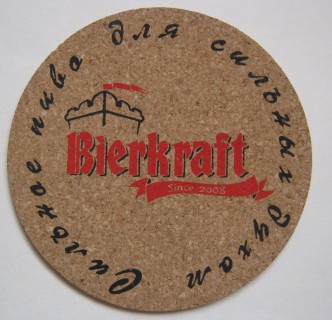 Сильное пиво для сильных духом
Bierkraft
Since 2008